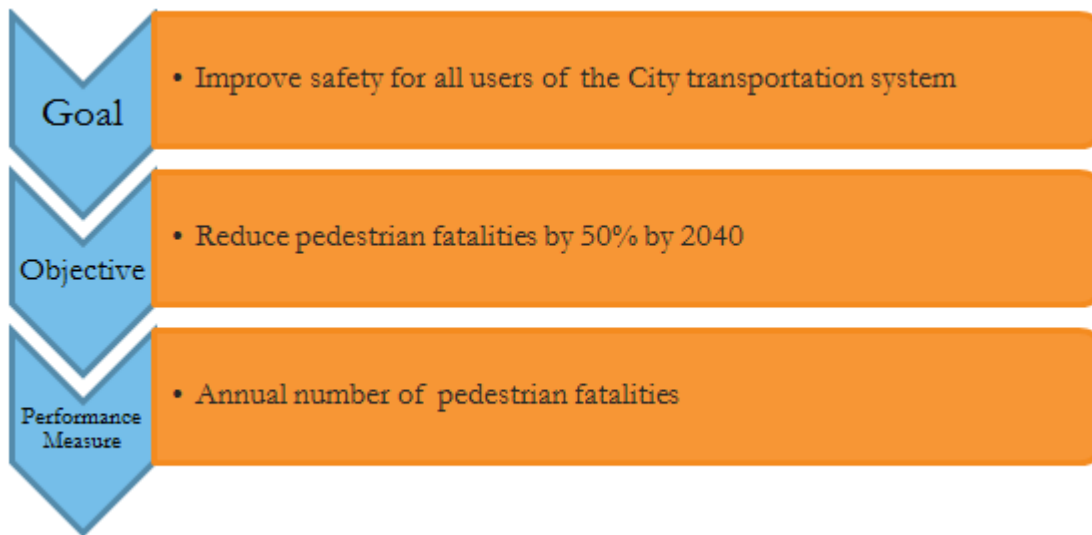 Goal
• Improve safety for all users of the City transportation system
Objective
• Reduce pedestrian fatalities by 50% by 2040
Performance
Measure
• Annual number of pedestrian fatalities